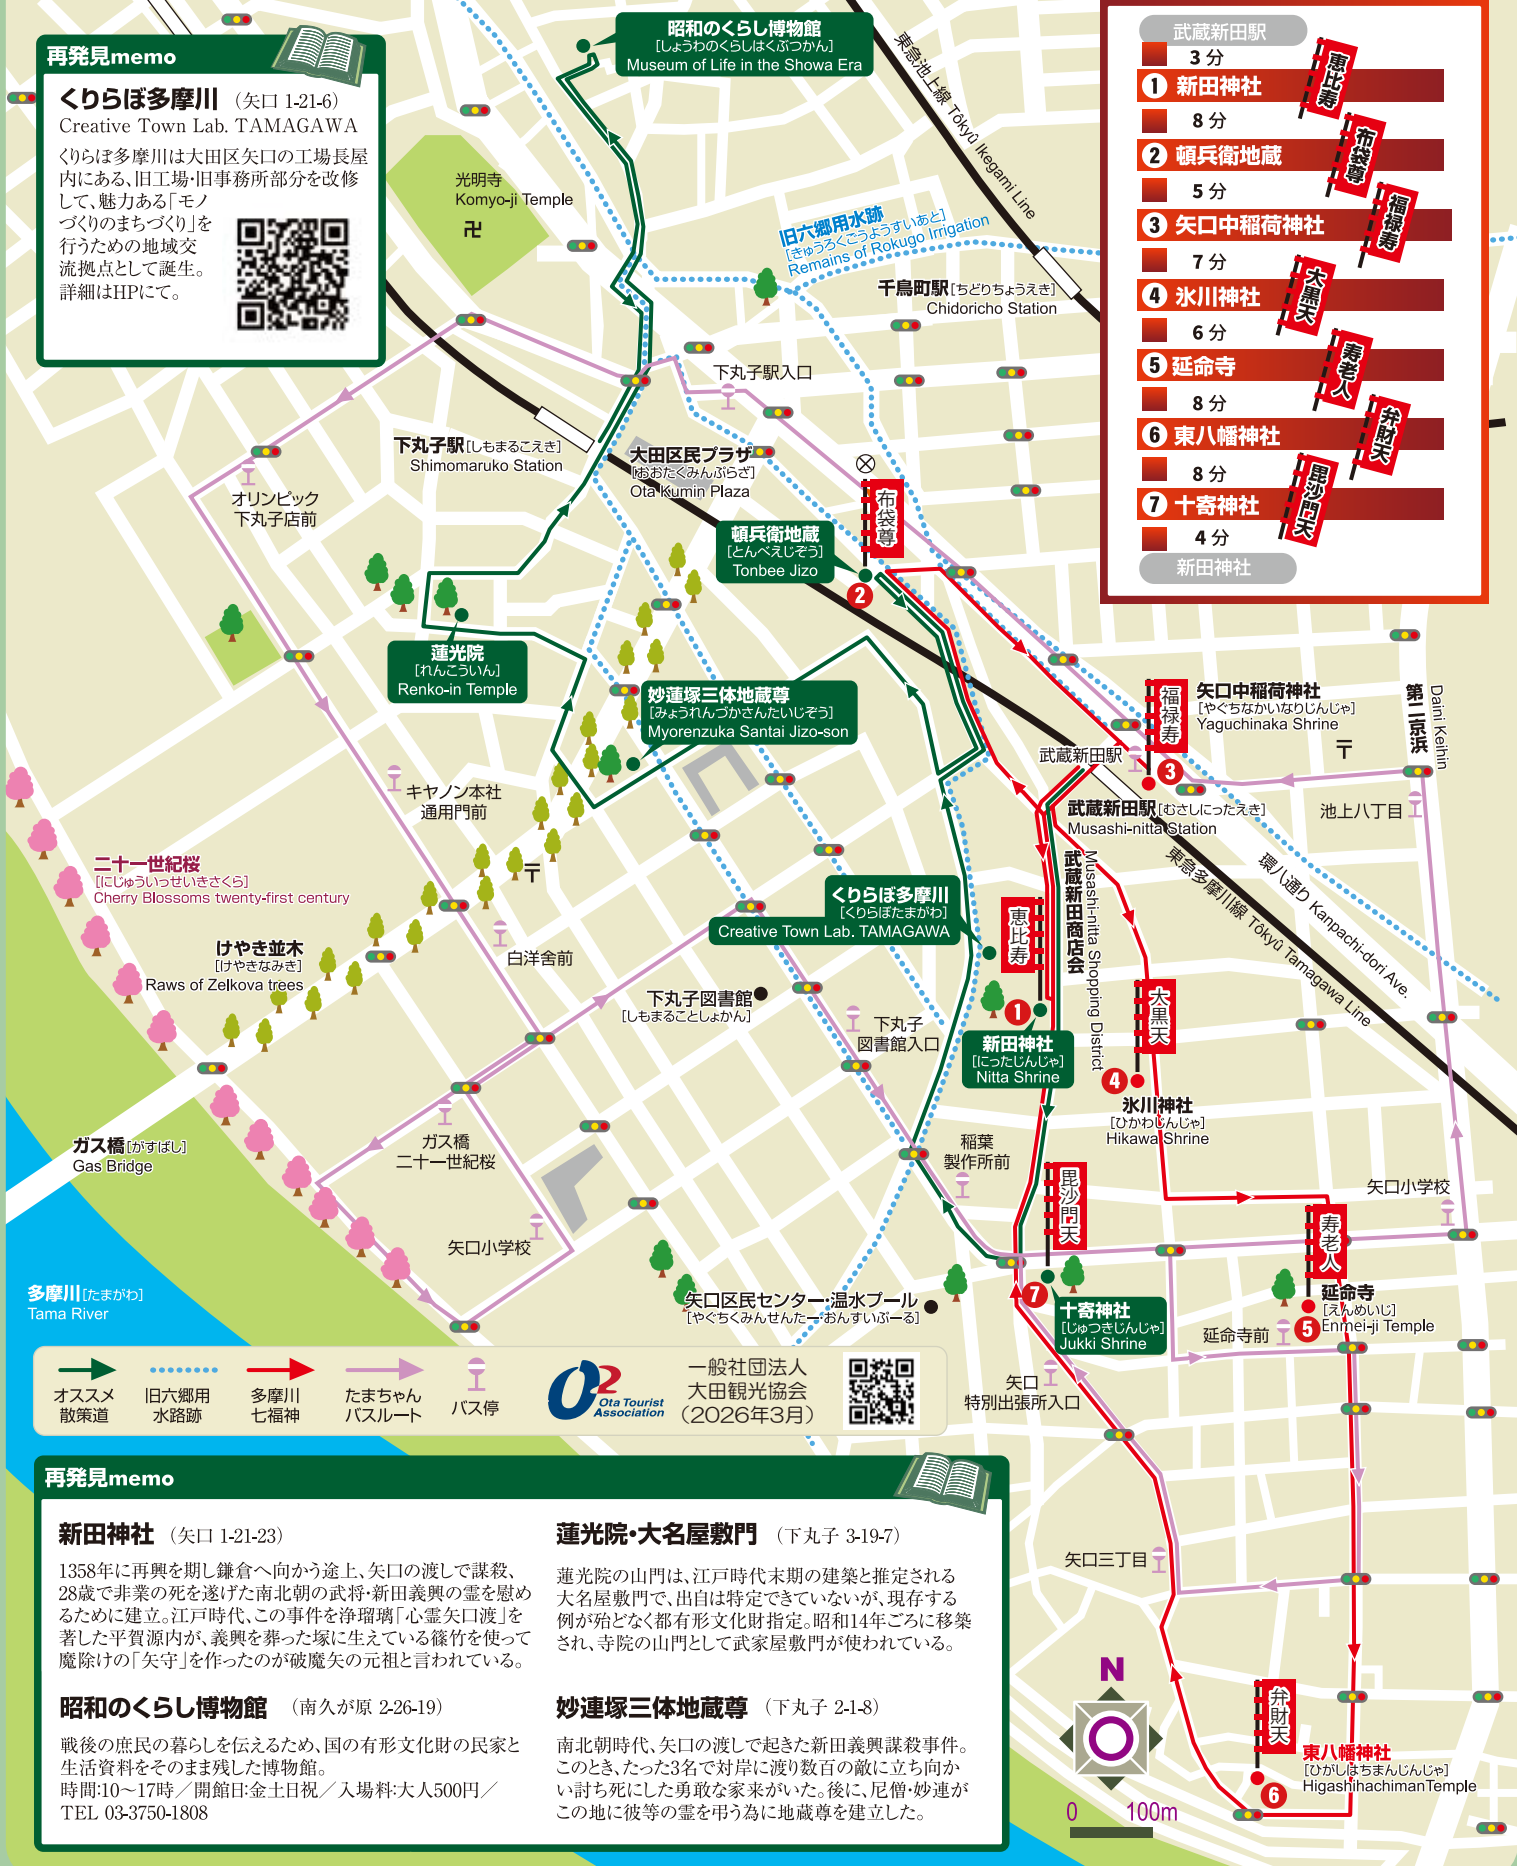 再発見memo
くりらぼ多摩川 （矢口 1-21-6）
Creative Town Lab. TAMAGAWA
くりらぼ多摩川は大田区矢口の工場長屋
内にある、旧工場・旧事務所部分を改修
して、魅力ある「モノ
づくりのまちづくり」を
行うための地域交
流拠点として誕生。
詳細はHPにて。
昭和のくらし博物館
[しょうわのくらしはくぶつかん]
Museum of Life in the Showa Era
東急池上線 Tōkyū Ikegami Line
武蔵新田駅
3 分
1 新田神社
恵比寿
8 分
2 頓兵衛地蔵
布袋尊
5 分
3 矢口中稲荷神社
福禄寿
7 分
4 氷川神社
大黒天
6 分
5 延命寺
寿老人
8 分
6 東八幡神社
弁財天
8 分
7 十寄神社
毘沙門天
4 分
新田神社
光明寺
Komyo-ji Temple
旧六郷用水跡
[きゅうろくごうようすいあと]
Remains of Rokugo Irrigation
千鳥町駅[ちどりちょうえき]
Chidoricho Station
下丸子駅入口
下丸子駅[しもまるこえき]
Shimomaruko Station
大田区民プラザ
[おおたくみんぷらざ]
Ota Kumin Plaza
オリンピック
下丸子店前
布袋尊
頓兵衛地蔵
[とんべえじぞう]
Tonbee Jizo
2
蓮光院
[れんこういん]
Renko-in Temple
妙蓮塚三体地蔵尊
[みょうれんづかさんたいじぞう]
Myorenzuka Santai Jizo-son
福禄寿
矢口中稲荷神社
[やぐちなかいなりじんじゃ]
Yaguchinaka Shrine
3
第二京浜
Daini Keihin
武蔵新田駅
武蔵新田駅[むさしにったえき]
Musashi-nitta Station
池上八丁目
キヤノン本社
通用門前
二十一世紀桜
[にじゅういっせいきさくら]
Cherry Blossoms twenty-first century
けやき並木
[けやきなみき]
Raws of Zelkova trees
白洋舍前
武蔵新田商店会
Musashi-nitta Shopping District
東急多摩川線 Tōkyū Tamagawa Line
環八通り Kanpachi-dori Ave.
くりらぼ多摩川
[くりらぼたまがわ]
Creative Town Lab. TAMAGAWA
恵比寿
1
新田神社
[にったじんじゃ]
Nitta Shrine
下丸子図書館
[しもまることしょかん]
下丸子
図書館入口
大黒天
4
氷川神社
[ひかわじんじゃ]
Hikawa Shrine
ガス橋[がすばし]
Gas Bridge
ガス橋
二十一世紀桜
稲葉
製作所前
矢口小学校
毘沙門天
7
十寄神社
[じゅっきじんじゃ]
Jukki Shrine
矢口小学校
寿老人
5
延命寺
[えんめいじ]
Enmei-ji Temple
延命寺前
多摩川[たまがわ]
Tama River
矢口区民センター・温水プール
[やぐちくみんせんたーおんすいぷーる]
矢口
特別出張所入口
矢口三丁目
弁財天
6
東八幡神社
[ひがしはちまんじんじゃ]
HigashihachimanTemple
オススメ
散策道
旧六郷用
水路跡
多摩川
七福神
たまちゃん
バスルート
バス停
O2 Ota Tourist
Association
一般社団法人
大田観光協会
（2026年3月）
再発見memo
新田神社 （矢口 1-21-23）
1358年に再興を期し鎌倉へ向かう途上、矢口の渡しで謀殺、
28歳で非業の死を遂げた南北朝の武将・新田義興の霊を慰め
るために建立。江戸時代、この事件を浄瑠璃「心霊矢口渡」を
著した平賀源内が、義興を葬った塚に生えている篠竹を使って
魔除けの「矢守」を作ったのが破魔矢の元祖と言われている。
昭和のくらし博物館 （南久が原 2-26-19）
戦後の庶民の暮らしを伝えるため、国の有形文化財の民家と
生活資料をそのまま残した博物館。
時間:10〜17時／開館日:金土日祝／入場料:大人500円／
TEL 03-3750-1808
蓮光院・大名屋敷門 （下丸子 3-19-7）
蓮光院の山門は、江戸時代末期の建築と推定される
大名屋敷門で、出自は特定できていないが、現存する
例が殆どなく都有形文化財指定。昭和14年ごろに移築
され、寺院の山門として武家屋敷門が使われている。
妙連塚三体地蔵尊 （下丸子 2-1-8）
南北朝時代、矢口の渡しで起きた新田義興謀殺事件。
このとき、たった3名で対岸に渡り数百の敵に立ち向か
い討ち死にした勇敢な家来がいた。後に、尼僧・妙連が
この地に彼等の霊を弔う為に地蔵尊を建立した。
N
0 100m